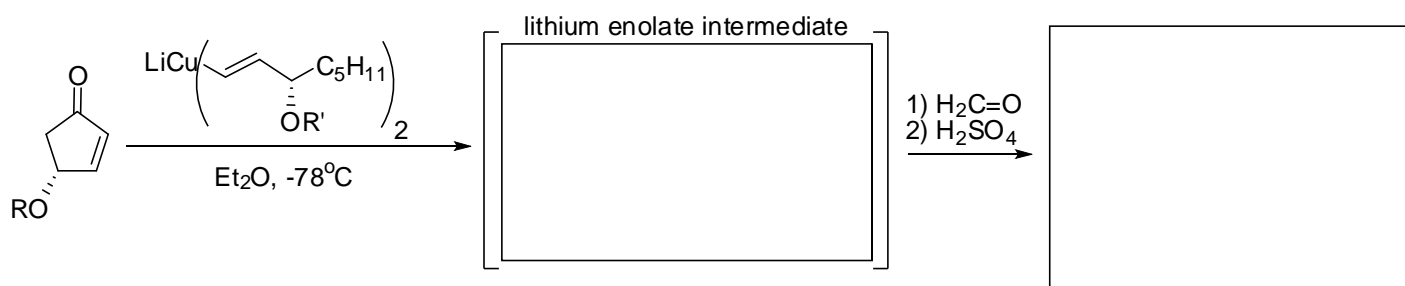 lithium enolate intermediate
LiCu
C5H11
OR'
2
O
RO
Et2O, -78°C
1) H2C=O
2) H2SO4